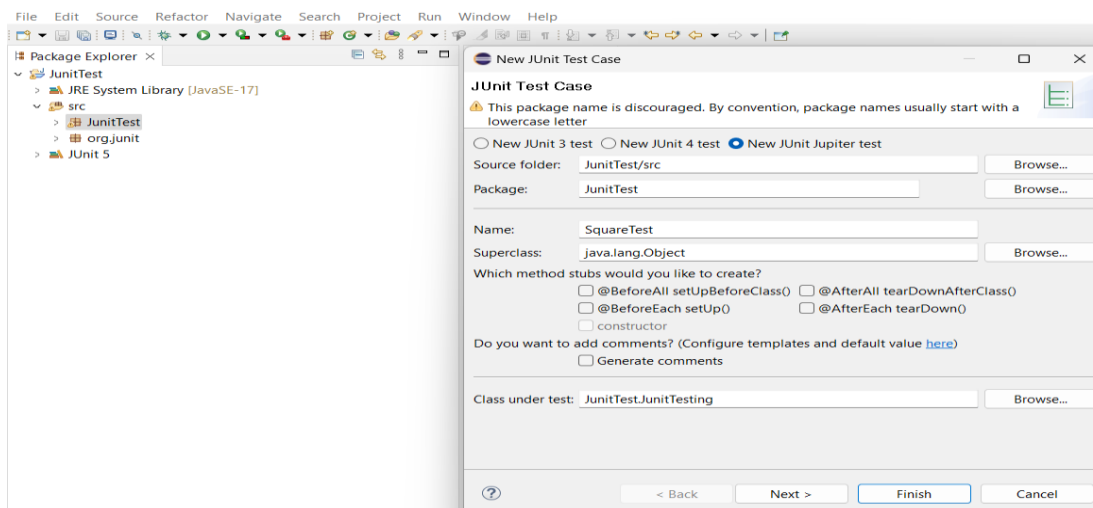 File Edit Source Refactor Navigate Search Project Run Window Help
Package Explorer
JunitTest
JRE System Library [JavaSE-17]
src
JunitTest
org.junit
JUnit 5
New JUnit Test Case
JUnit Test Case
This package name is discouraged. By convention, package names usually start with a
lowercase letter
New JUnit 3 test New JUnit 4 test New JUnit Jupiter test
Source folder: JunitTest/src Browse...
Package: JunitTest Browse...
Name: SquareTest
Superclass: java.lang.Object Browse...
Which method stubs would you like to create?
@BeforeAll setUpBeforeClass() @AfterAll tearDownAfterClass()
@BeforeEach setUp() @AfterEach tearDown()
constructor
Do you want to add comments? (Configure templates and default value here)
Generate comments
Class under test: JunitTest.JunitTesting Browse...
? < Back Next > Finish Cancel